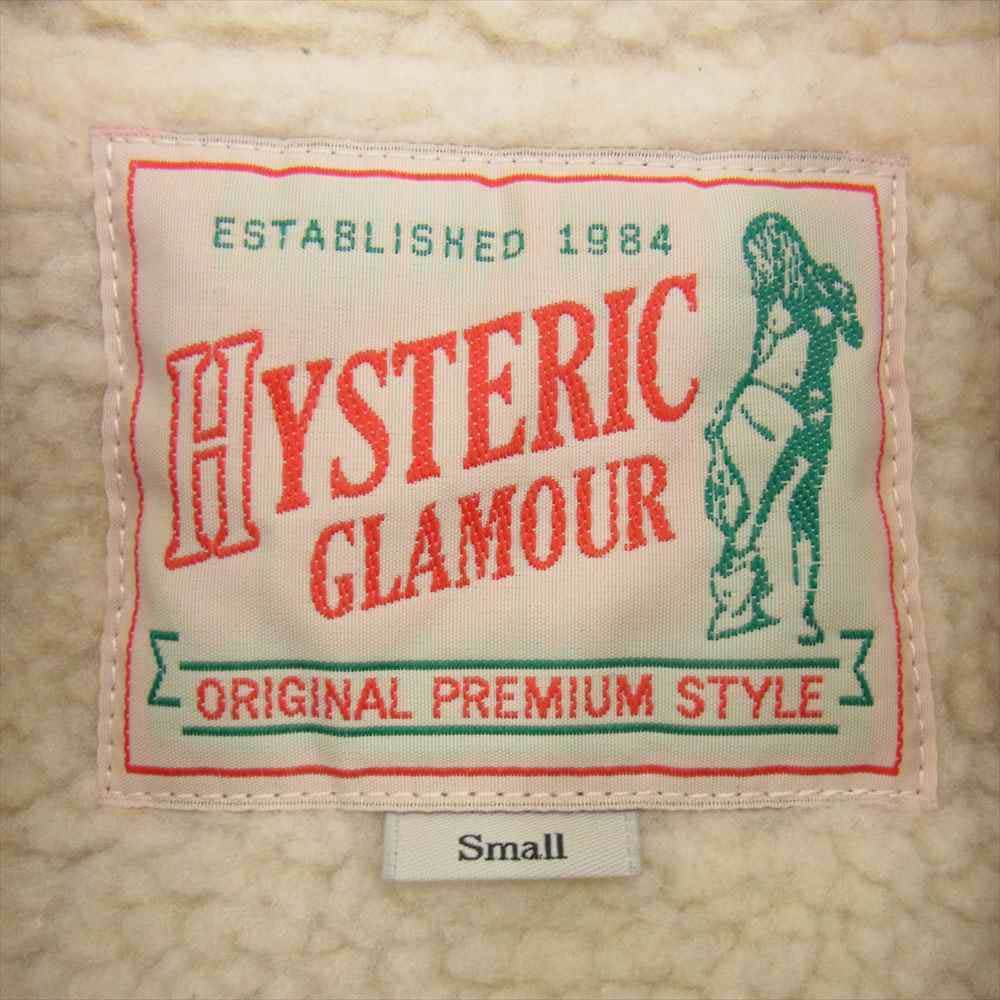 ESTABLISHED 1984
HYSTERIC
GLAMOUR
ORIGINAL PREMIUM STYLE
Small